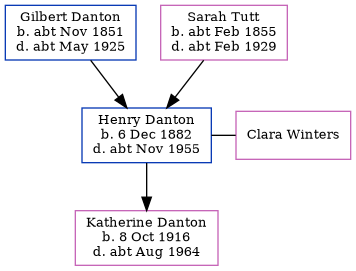 Gilbert Danton
b. abt Nov 1851
d. abt May 1925
Sarah Tutt
b. abt Feb 1855
d. abt Feb 1929
Henry Danton
b. 6 Dec 1882
d. abt Nov 1955
Clara Winters
Katherine Danton
b. 8 Oct 1916
d. abt Aug 1964